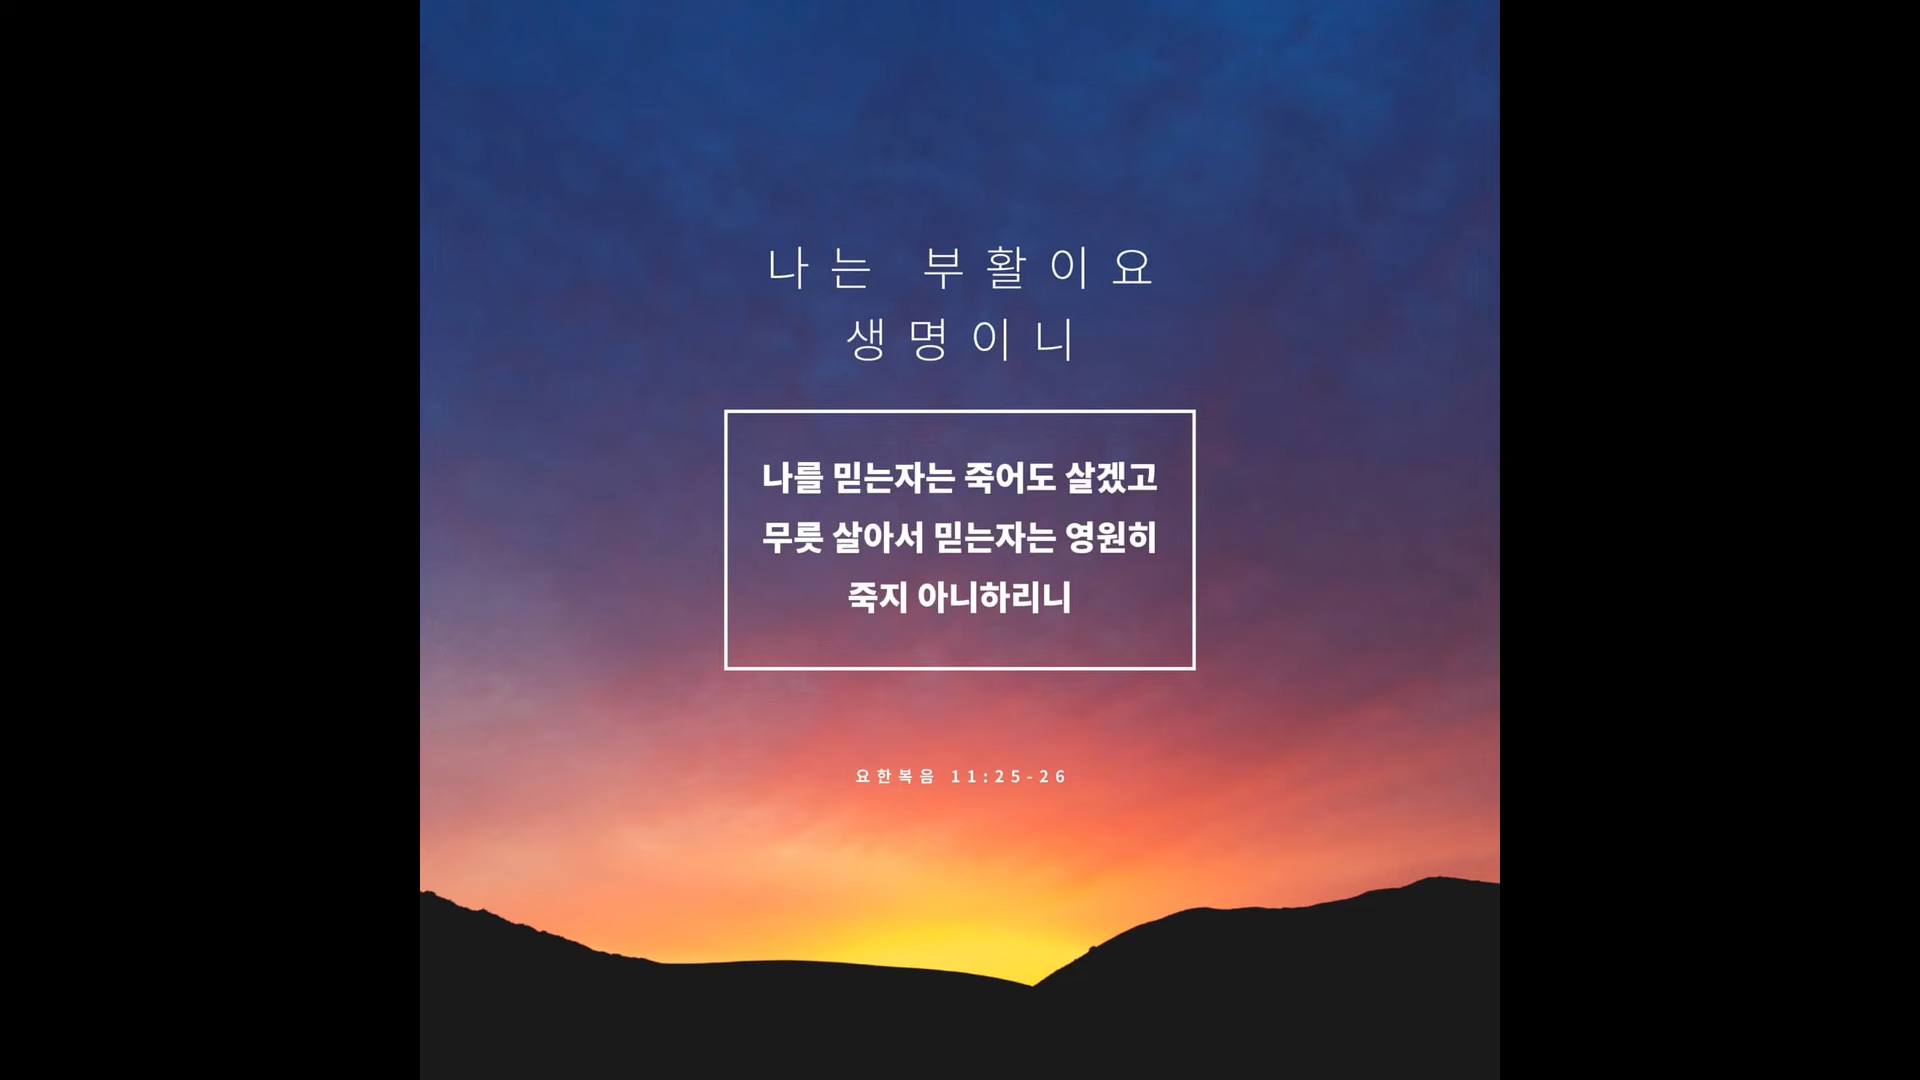 나는 부활이요
생명이니
나를 믿는자는 죽어도 살겠고
무릇 살아서 믿는자는 영원히
죽지 아니하리니
요한복음 11:25-26